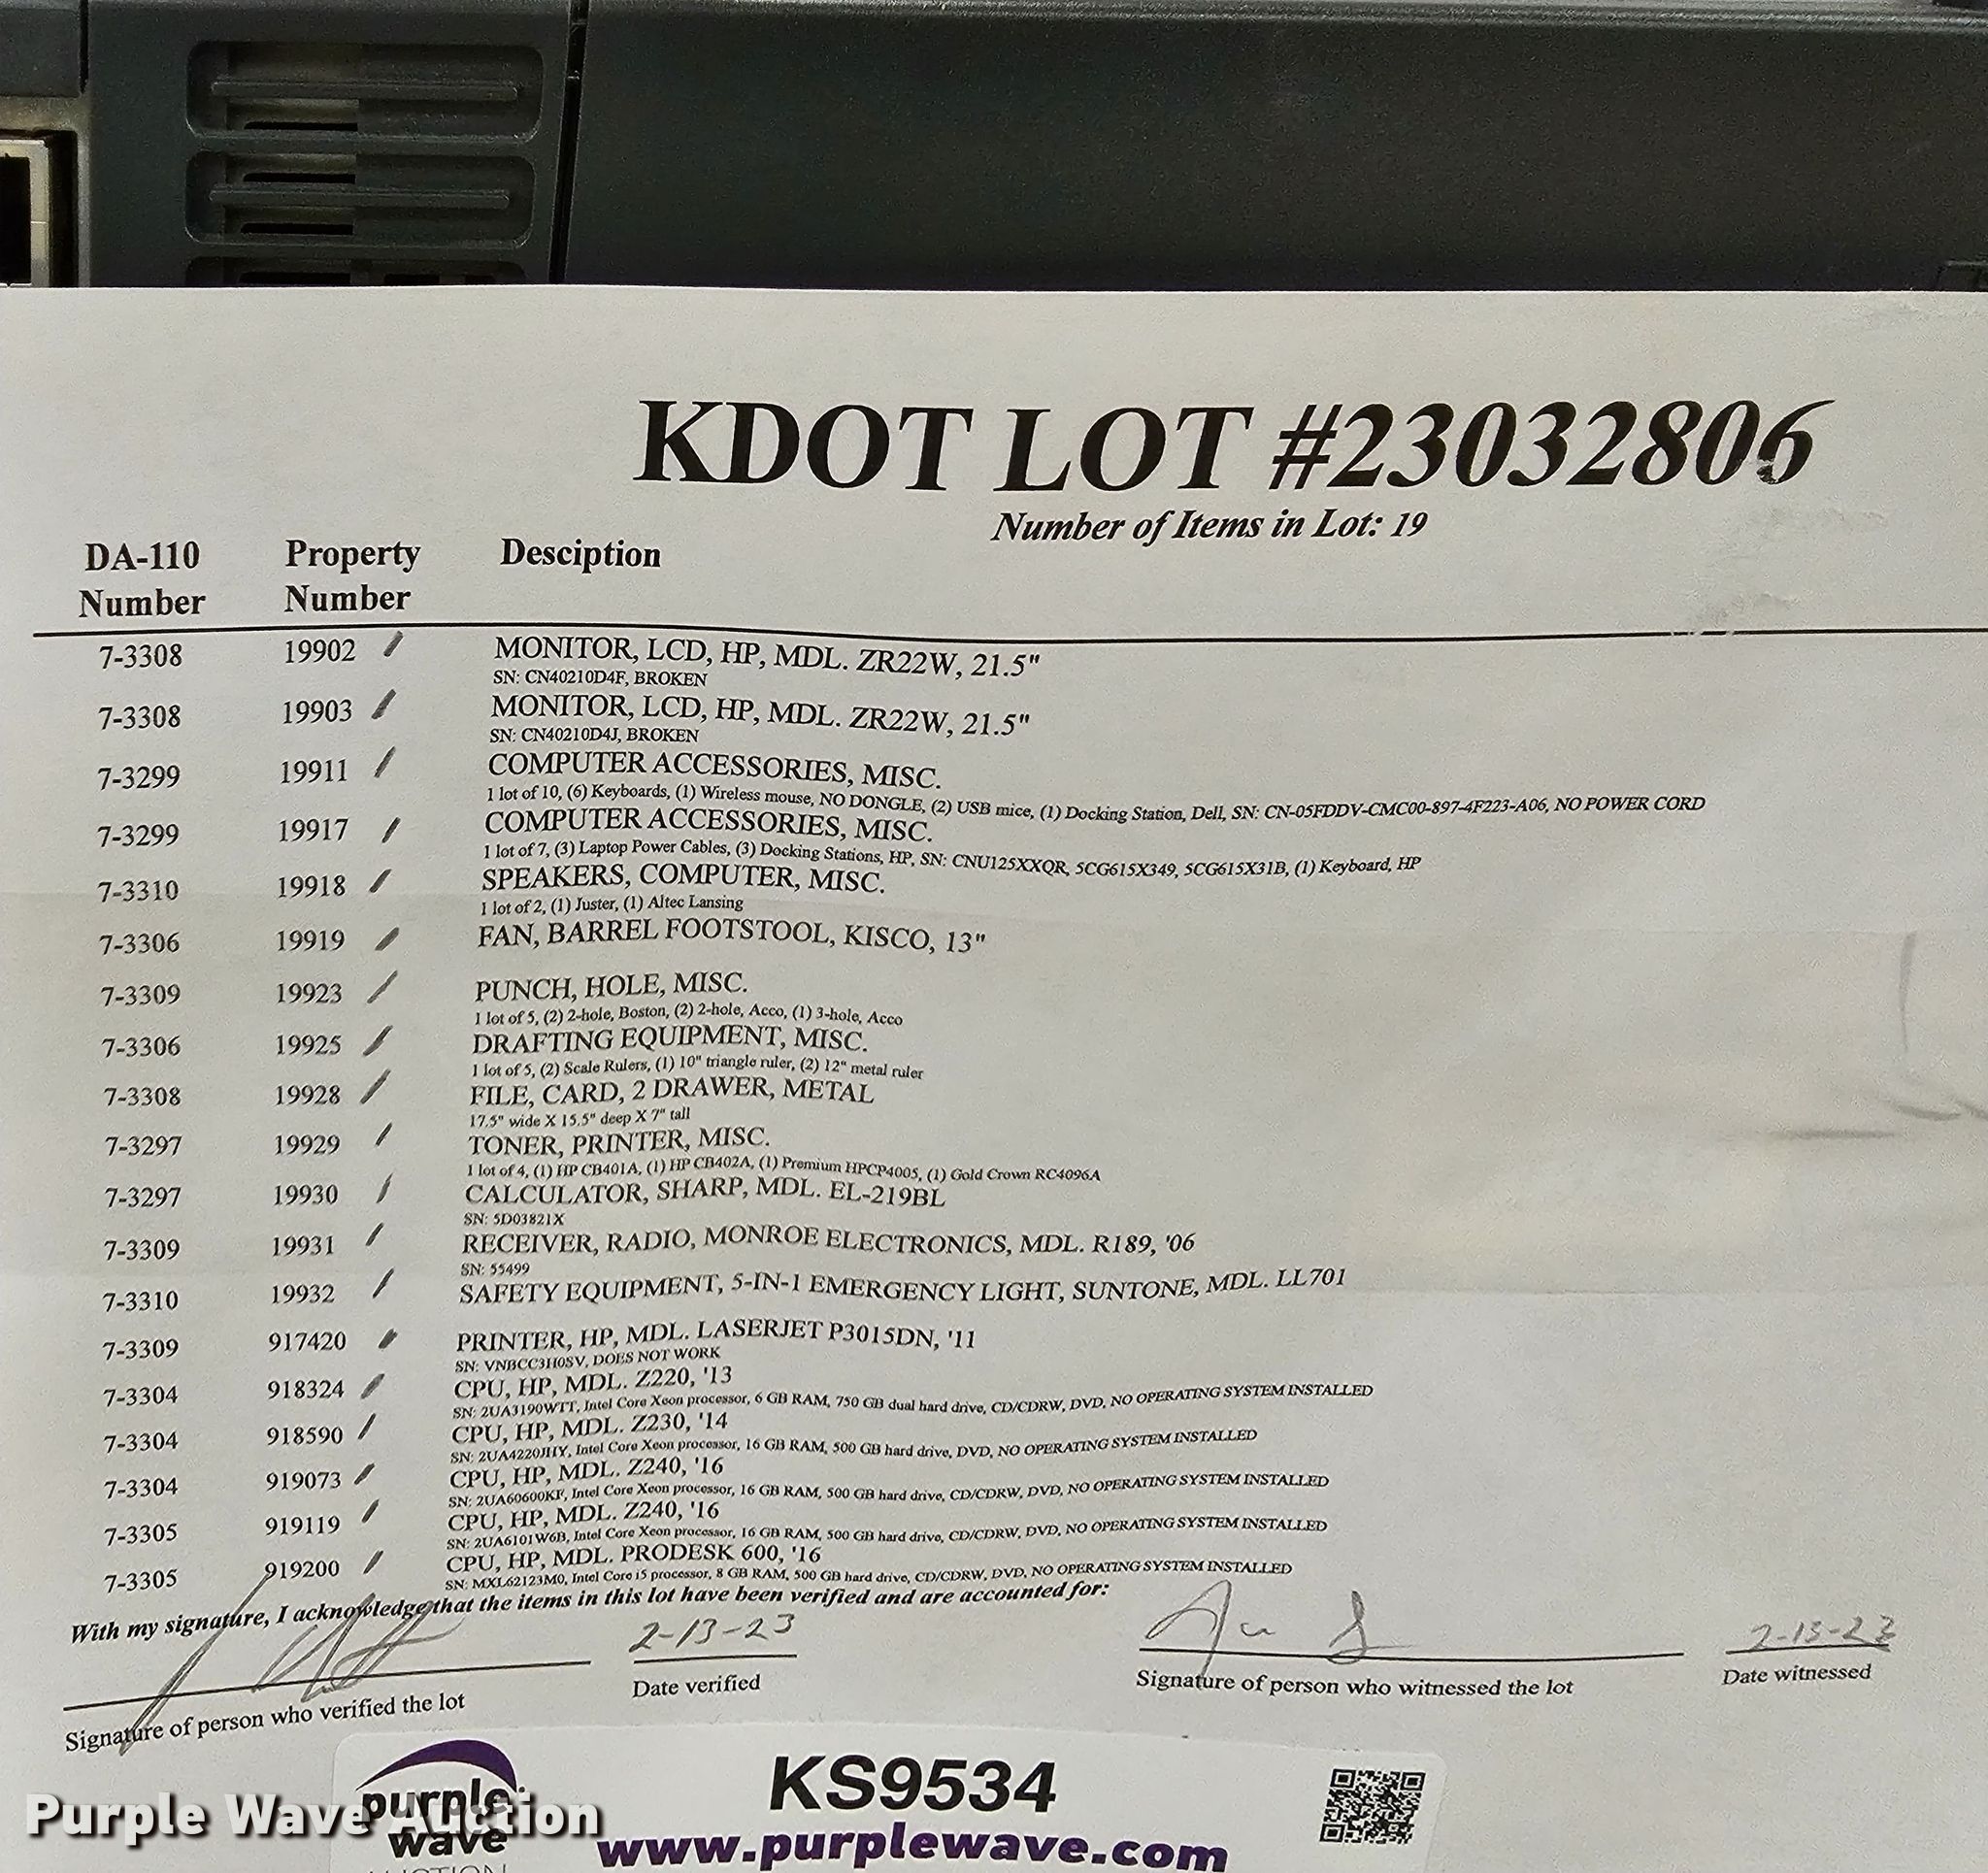 KDOT LOT #23032806
Number of Items in Lot: 19
DA-110 Number Property Number Desciption
7-3308 19902 MONITOR, LCD, HP, MDL. ZR22W, 21.5"
SN: CN40210D4F, BROKEN
7-3308 19903 MONITOR, LCD, HP, MDL. ZR22W, 21.5"
SN: CN40210D4J, BROKEN
7-3299 19911 COMPUTER ACCESSORIES, MISC.
1 lot of 10, (6) Keyboards, (1) Wireless mouse, NO DONGLE, (2) USB mice, (1) Docking Station, Dell, SN: CN-05FDDV-CMC00-897-4F223-A06, NO POWER CORD
7-3299 19917 COMPUTER ACCESSORIES, MISC.
1 lot of 7, (3) Laptop Power Cables, (3) Docking Stations, HP, SN: CNU125XXQR, 5CG615X349, 5CG615X31B, (1) Keyboard, HP
7-3310 19918 SPEAKERS, COMPUTER, MISC.
1 lot of 2, (1) Juster, (1) Altec Lansing
7-3306 19919 FAN, BARREL FOOTSTOOL, KISCO, 13"
7-3309 19923 PUNCH, HOLE, MISC.
1 lot of 5, (2) 2-hole, Boston, (2) 2-hole, Acco, (1) 3-hole, Acco
7-3306 19925 DRAFTING EQUIPMENT, MISC.
1 lot of 5, (2) Scale Rulers, (1) 10" triangle ruler, (2) 12" metal ruler
7-3308 19928 FILE, CARD, 2 DRAWER, METAL
17.5" wide X 15.5" deep X 7" tall
7-3297 19929 TONER, PRINTER, MISC.
1 lot of 4, (1) HP CB401A, (1) HP CB402A, (1) Premium HPCP4005, (1) Gold Crown RC4096A
7-3297 19930 CALCULATOR, SHARP, MDL. EL-219BL
SN: 5D03821X
7-3309 19931 RECEIVER, RADIO, MONROE ELECTRONICS, MDL. R189, '06
SN: 55499
7-3310 19932 SAFETY EQUIPMENT, 5-IN-1 EMERGENCY LIGHT, SUNTONE, MDL. LL701
7-3309 917420 PRINTER, HP, MDL. LASERJET P3015DN, '11
SN: VNBCC3H0SV, DOES NOT WORK
7-3304 918324 CPU, HP, MDL. Z220, '13
SN: 2UA3190WTT, Intel Core Xeon processor, 6 GB RAM, 750 GB dual hard drive, CD/CDRW, DVD, NO OPERATING SYSTEM INSTALLED
7-3304 918590 CPU, HP, MDL. Z230, '14
SN: 2UA4220JHY, Intel Core Xeon processor, 16 GB RAM, 500 GB hard drive, DVD, NO OPERATING SYSTEM INSTALLED
7-3304 919073 CPU, HP, MDL. Z240, '16
SN: 2UA60600KF, Intel Core Xeon processor, 16 GB RAM, 500 GB hard drive, CD/CDRW, DVD, NO OPERATING SYSTEM INSTALLED
7-3305 919119 CPU, HP, MDL. Z240, '16
SN: 2UA6101W6B, Intel Core Xeon processor, 16 GB RAM, 500 GB hard drive, CD/CDRW, DVD, NO OPERATING SYSTEM INSTALLED
7-3305 919200 CPU, HP, MDL. PRODESK 600, '16
SN: MXL62123M0, Intel Core i5 processor, 8 GB RAM, 500 GB hard drive, CD/CDRW, DVD, NO OPERATING SYSTEM INSTALLED
With my signature, I acknowledge that the items in this lot have been verified and are accounted for:
2-13-23 2-13-23
Signature of person who verified the lot Date verified Signature of person who witnessed the lot Date witnessed
purple wave AUCTION
KS9534
www.purplewave.com
Purple Wave Auction